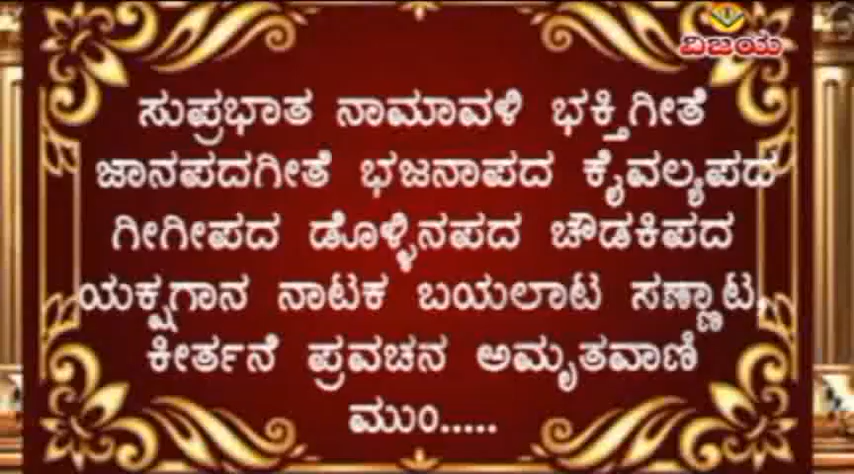 ವಿಜಯ
ಸುಪ್ರಭಾತ ನಾಮಾವಳಿ ಭಕ್ತಿಗೀತೆ
ಜಾನಪದಗೀತೆ ಭಜನಾಪದ ಕೈವಲ್ಯಪದ
ಗೀಗೀಪದ ಡೊಳ್ಳಿನಪದ ಚೌಡಕಿಪದ
ಯಕ್ಷಗಾನ ನಾಟಕ ಬಯಲಾಟ ಸಣ್ಣಾಟ,
ಕೀರ್ತನೆ ಪ್ರವಚನ ಅಮೃತವಾಣಿ
ಮುಂ.....